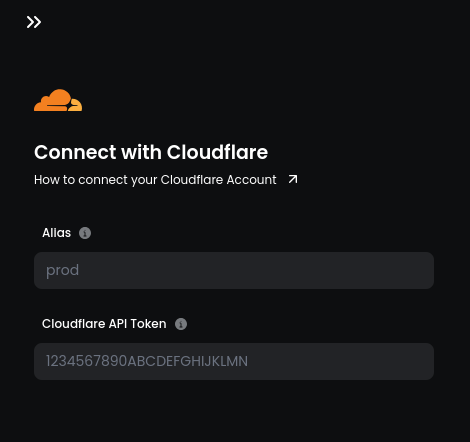 Connect with Cloudflare
How to connect your Cloudflare Account
Alias
prod
Cloudflare API Token
1234567890ABCDEFGHIJKLMN